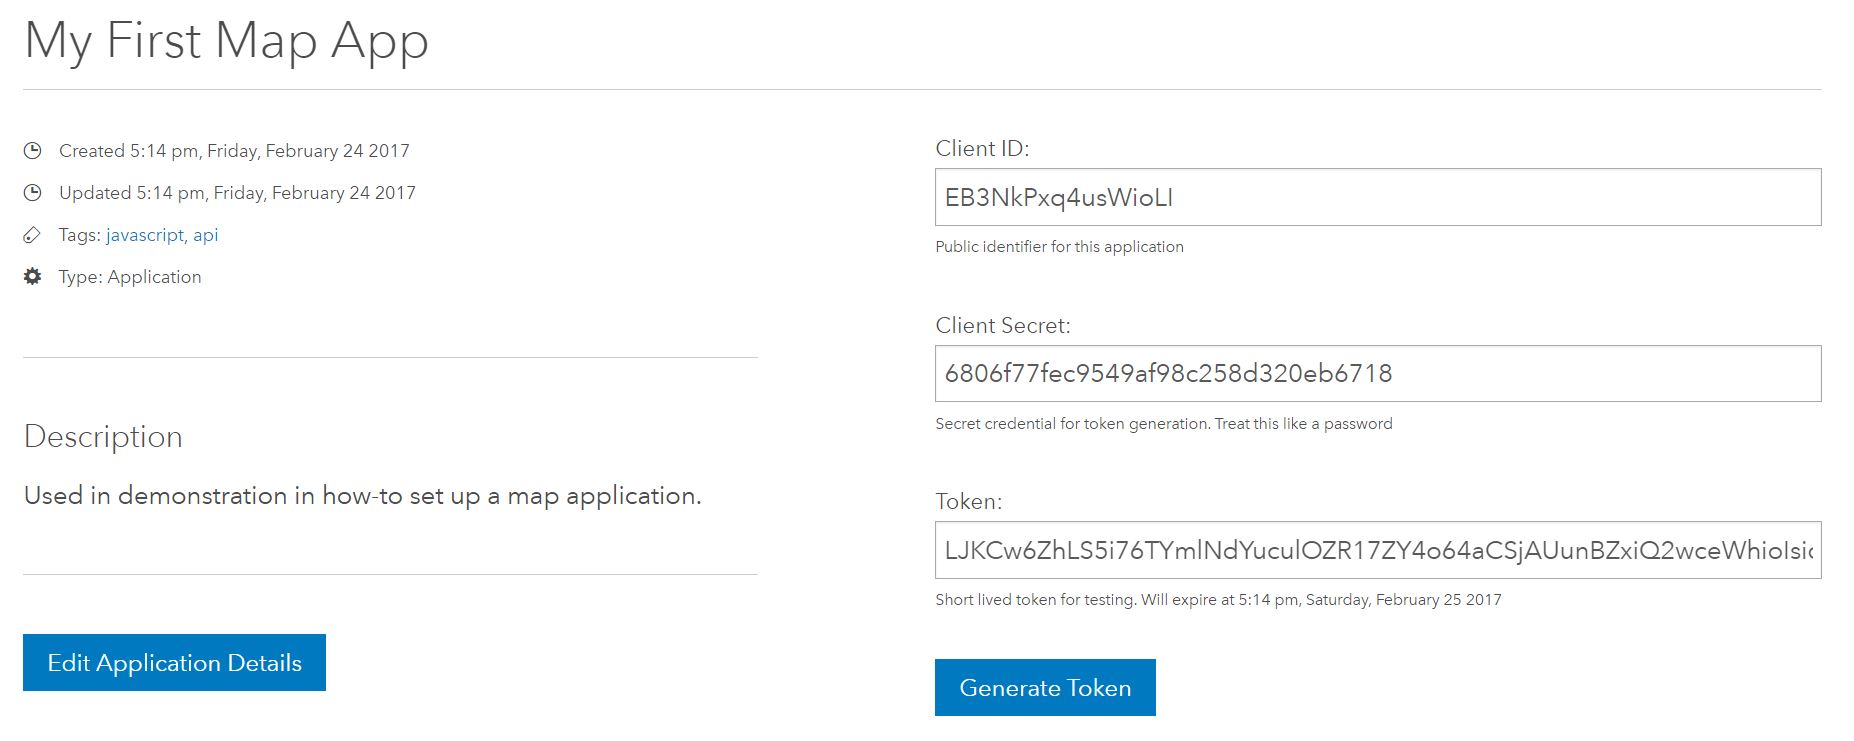 My First Map App
Created 5:14 pm, Friday, February 24 2017
Updated 5:14 pm, Friday, February 24 2017
Tags: javascript, api
Type: Application
Description
Used in demonstration in how-to set up a map application.
Edit Application Details
Client ID:
EB3NkPxq4usWioLI
Public identifier for this application
Client Secret:
6806f77fec9549af98c258d320eb6718
Secret credential for token generation. Treat this like a password
Token:
LJKCw6ZhLS5i76TYmlNdYuculOZR17ZY4o64aCSjAUunBZxiQ2wceWhioIsi
Short lived token for testing. Will expire at 5:14 pm, Saturday, February 25 2017
Generate Token